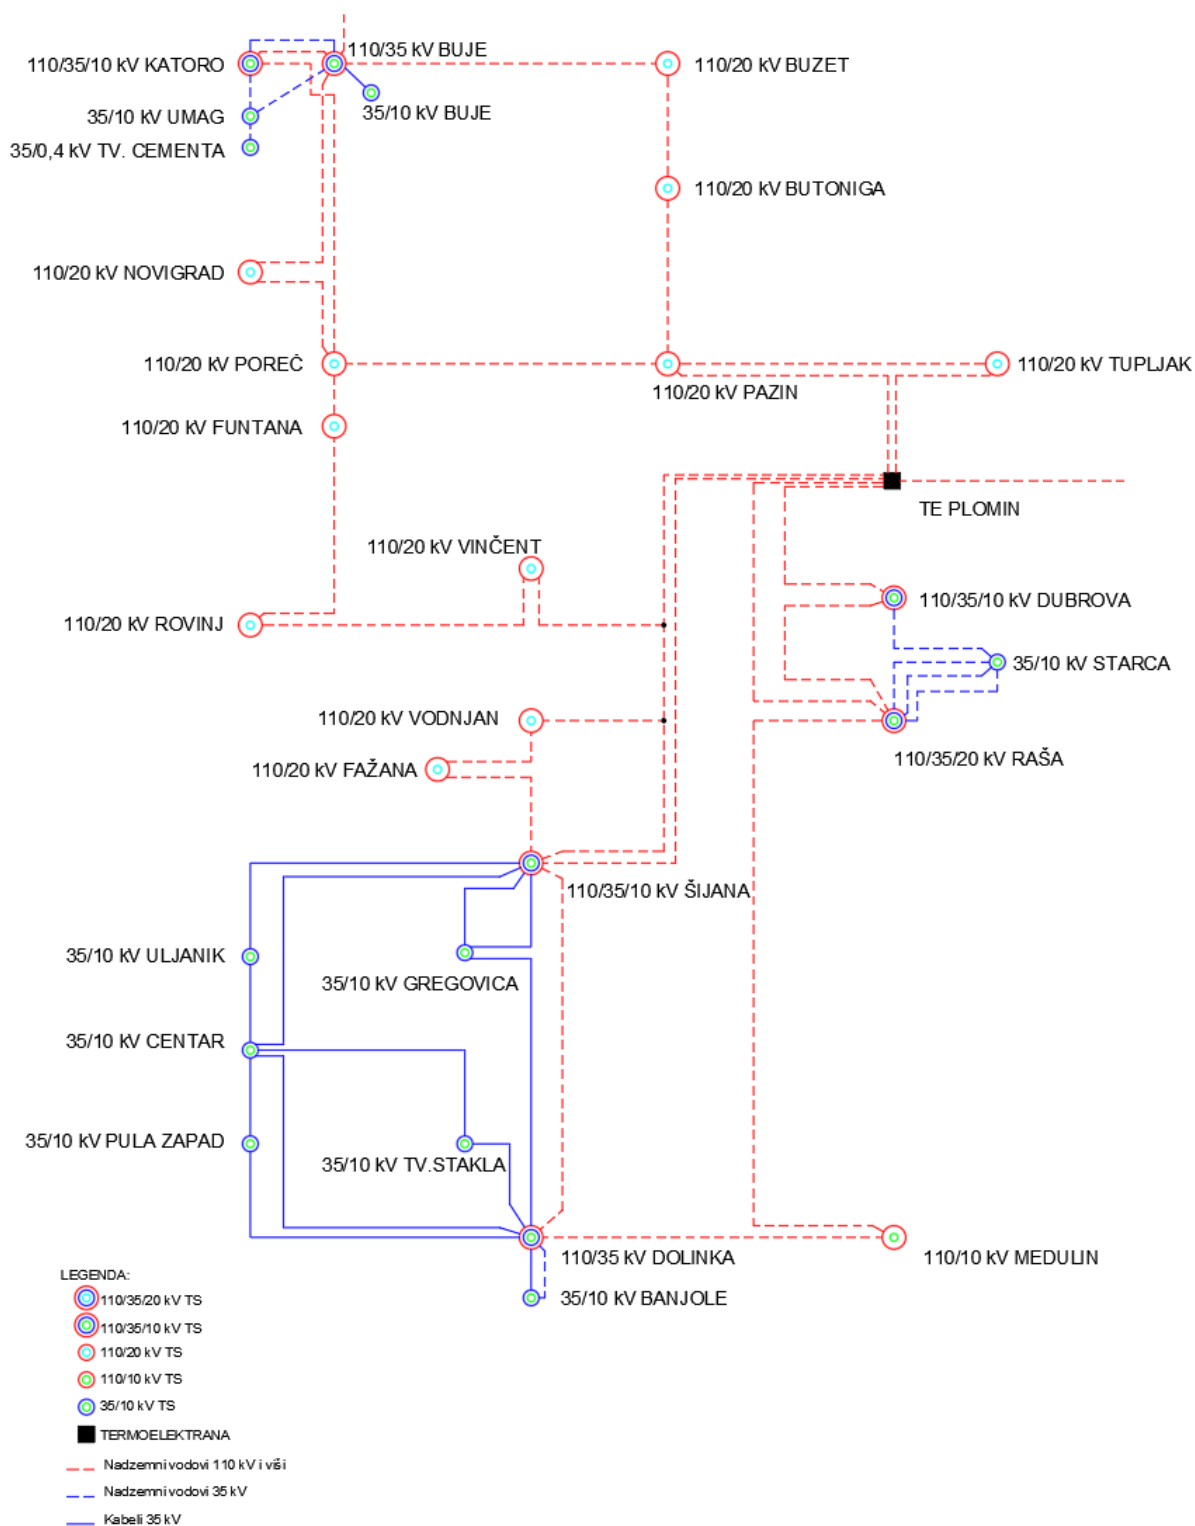 110/35 kV BUJE
110/35/10 kV KATORO
110/20 kV BUZET
35/10 kV BUJE
35/10 kV UMAG
35/0,4 kV TV. CEMENTA
110/20 kV BUTONIGA
110/20 kV NOVIGRAD
110/20 kV POREČ
110/20 kV TUPLJAK
110/20 kV PAZIN
110/20 kV FUNTANA
TE PLOMIN
110/20 kV VINČENT
110/35/10 kV DUBROVA
110/20 kV ROVINJ
35/10 kV STARCA
110/20 kV VODNJAN
110/35/20 kV RAŠA
110/20 kV FAŽANA
110/35/10 kV ŠIJANA
35/10 kV ULJANIK
35/10 kV GREGOVICA
35/10 kV CENTAR
35/10 kV PULA ZAPAD
35/10 kV TV.STAKLA
110/35 kV DOLINKA
110/10 kV MEDULIN
35/10 kV BANJOLE
LEGENDA:
110/35/20 kV TS
110/35/10 kV TS
110/20 kV TS
110/10 kV TS
35/10 kV TS
TERMOELEKTRANA
Nadzemni vodovi 110 kV i viši
Nadzemni vodovi 35 kV
Kabeli 35 kV